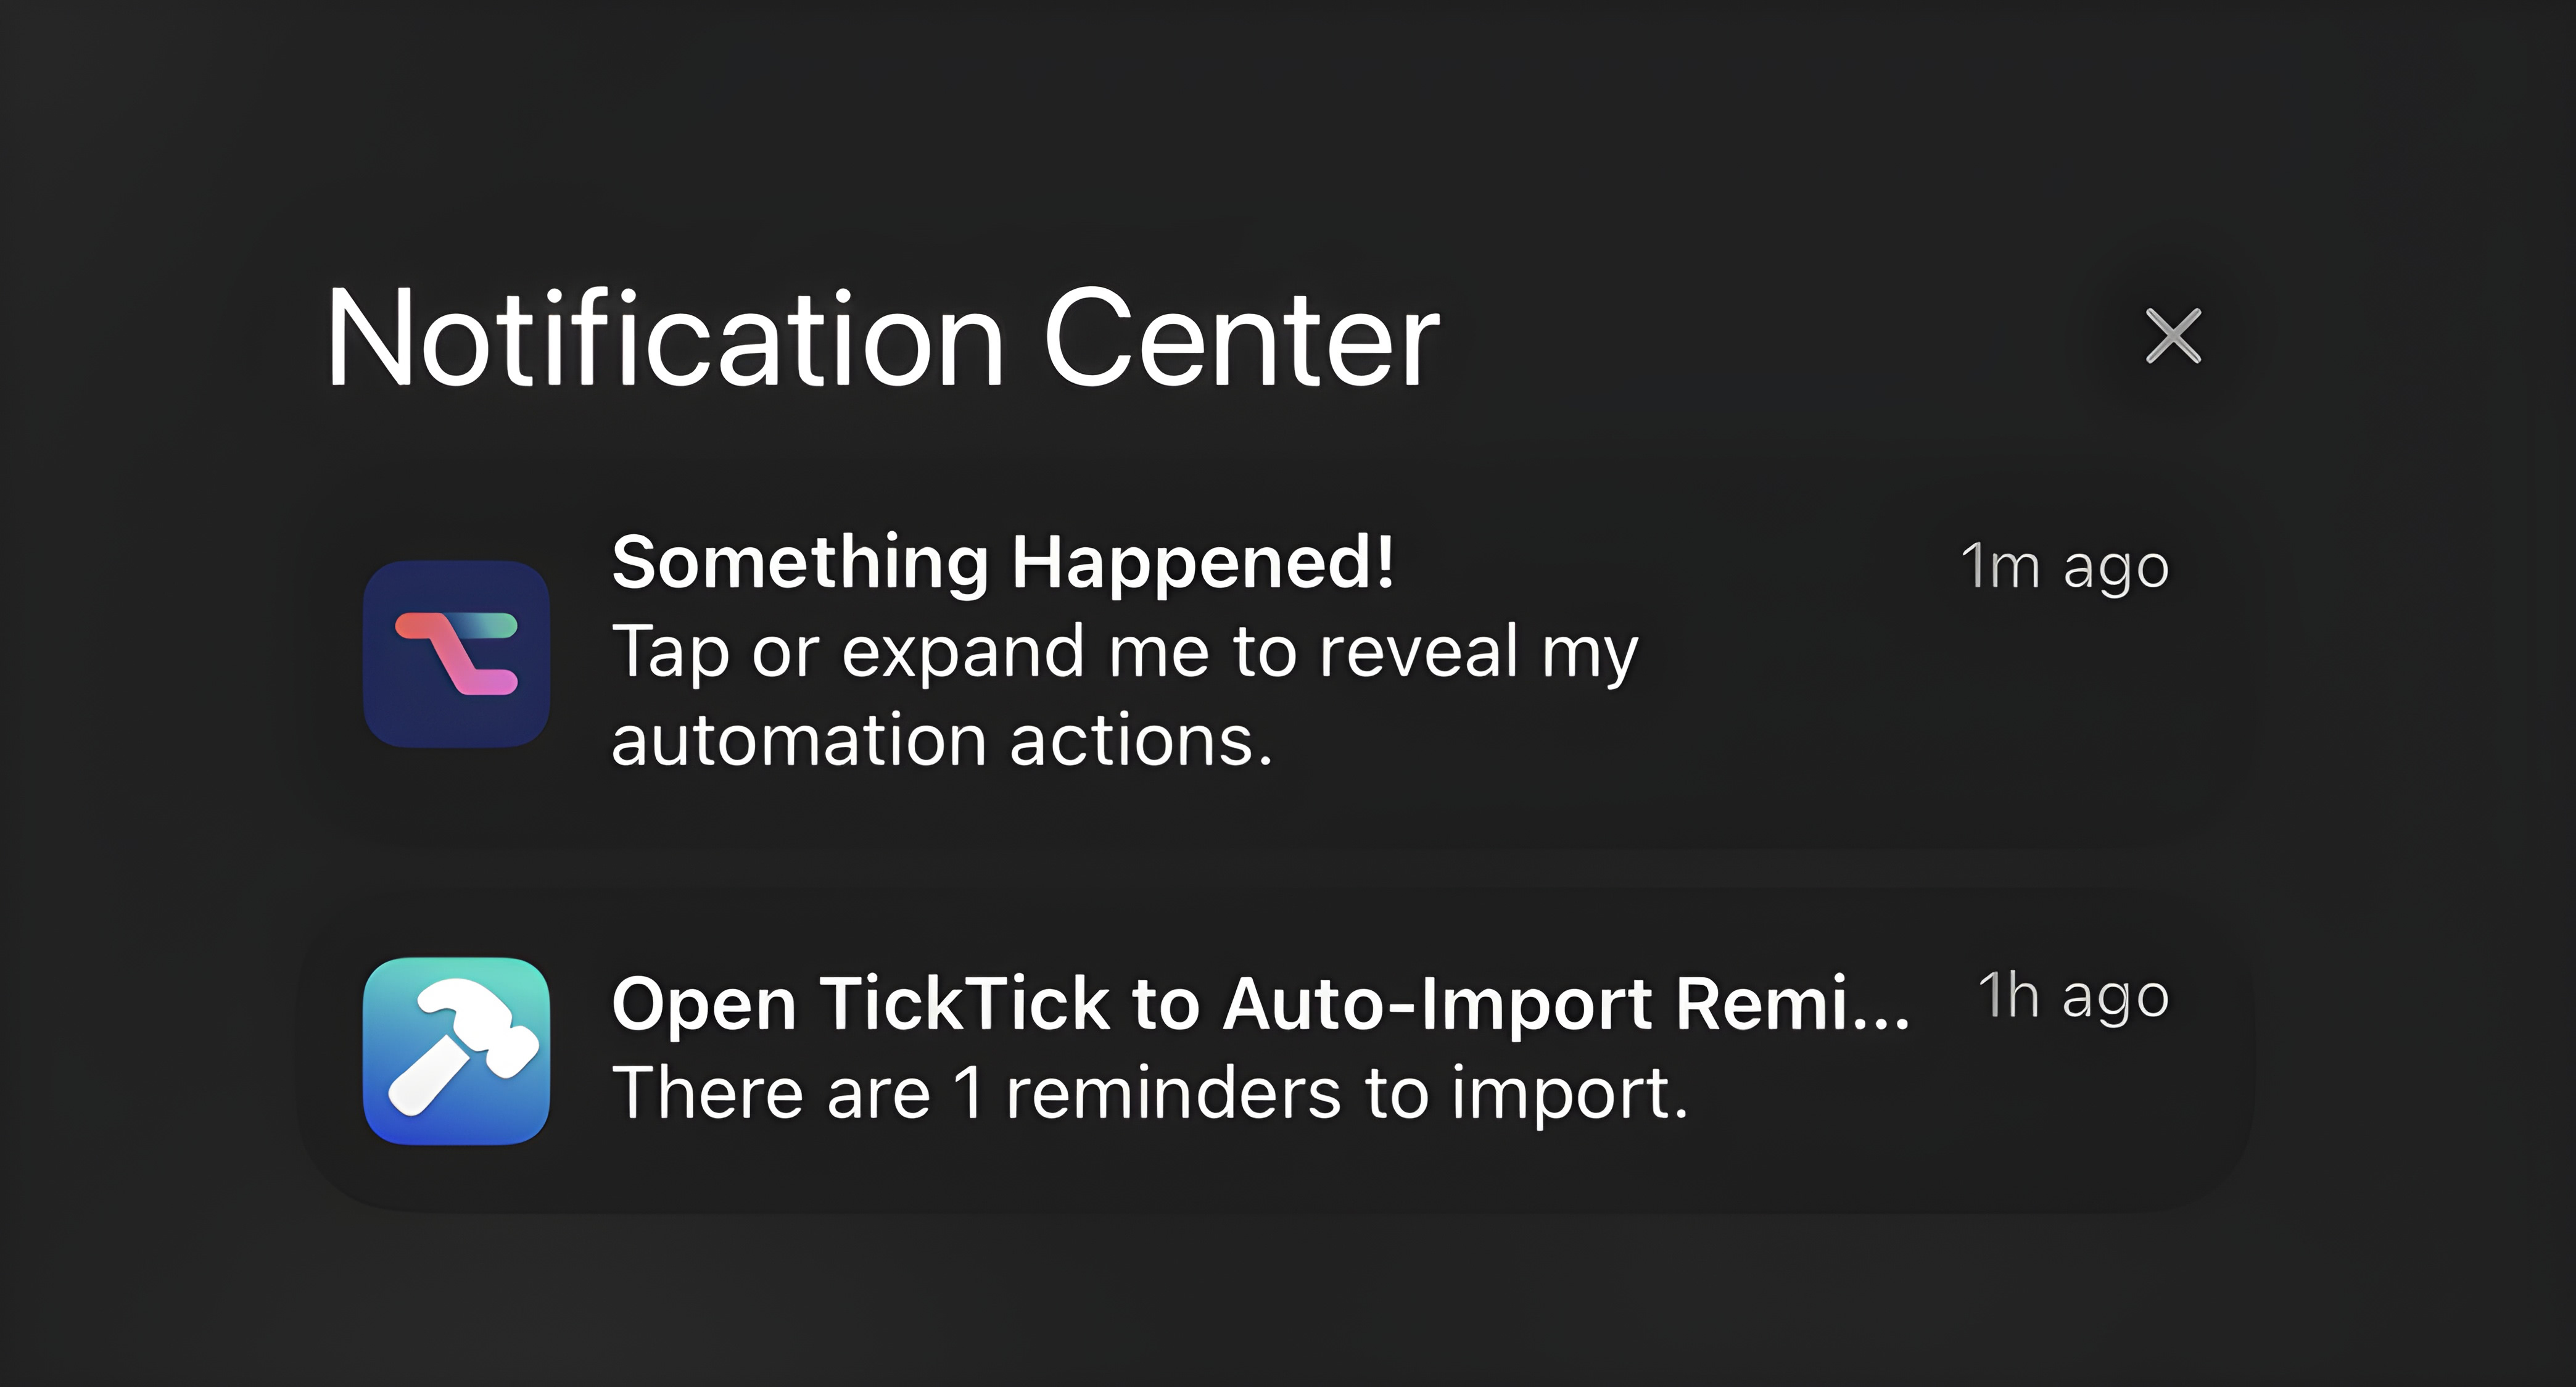 Notification Center
Something Happened!
1m ago
Tap or expand me to reveal my
automation actions.
Open TickTick to Auto-Import Remi...
1h ago
There are 1 reminders to import.